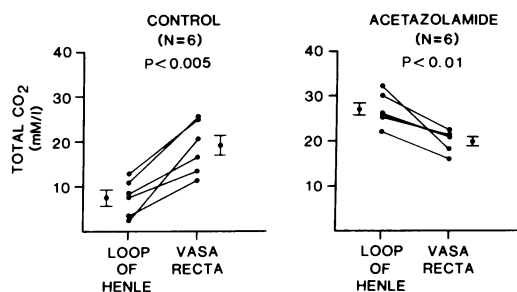 CONTROL
(N=6)
P<0.005
TOTAL CO2
(mM/l)
40
30
20
10
LOOP
OF
HENLE
VASA
RECTA
ACETAZOLAMIDE
(N=6)
P<0.01
40
30
20
10
LOOP
OF
HENLE
VASA
RECTA